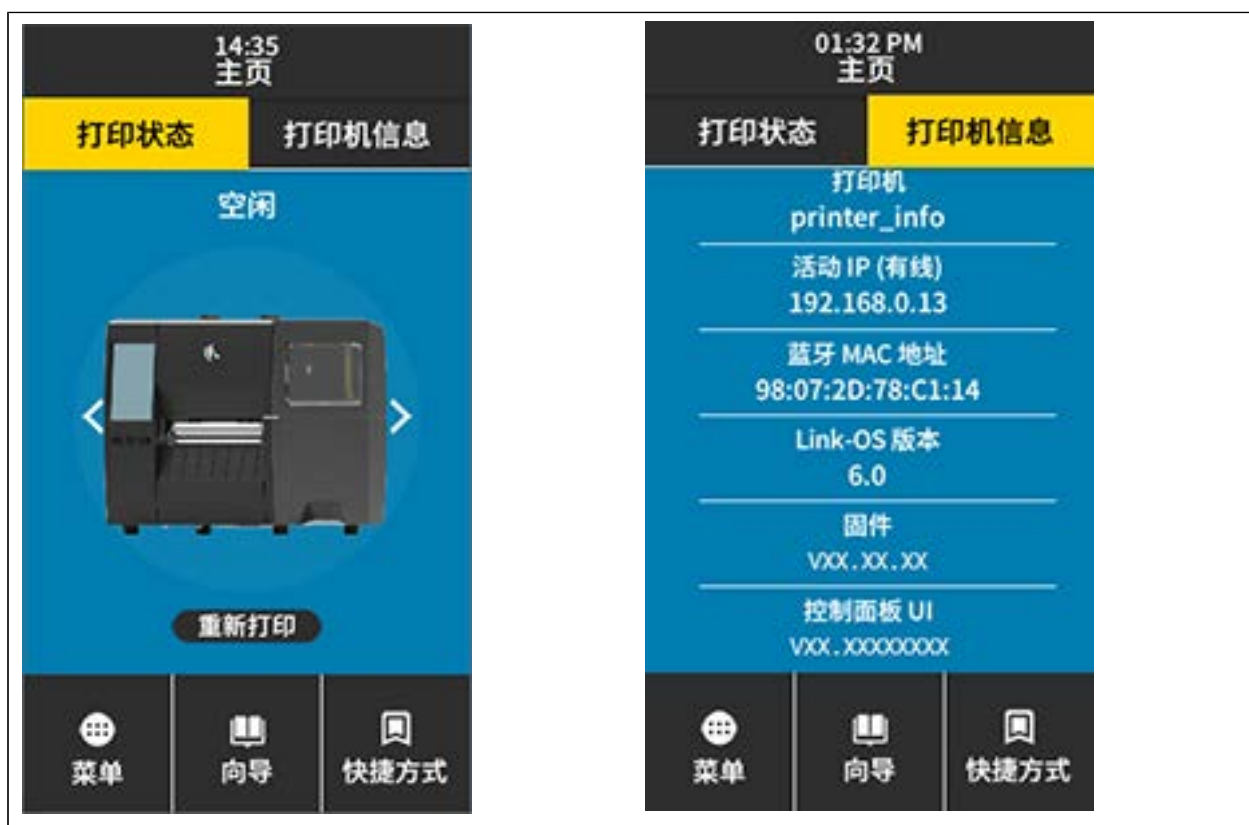 14:35
主页
打印状态
打印机信息
空闲
重新打印
菜单
向导
快捷方式
01:32 PM
主页
打印状态
打印机信息
打印机
printer_info
活动 IP (有线)
192.168.0.13
蓝牙 MAC 地址
98:07:2D:78:C1:14
Link-OS 版本
6.0
固件
VXX.XX.XX
控制面板 UI
VXX.XXXXXXXX
菜单
向导
快捷方式